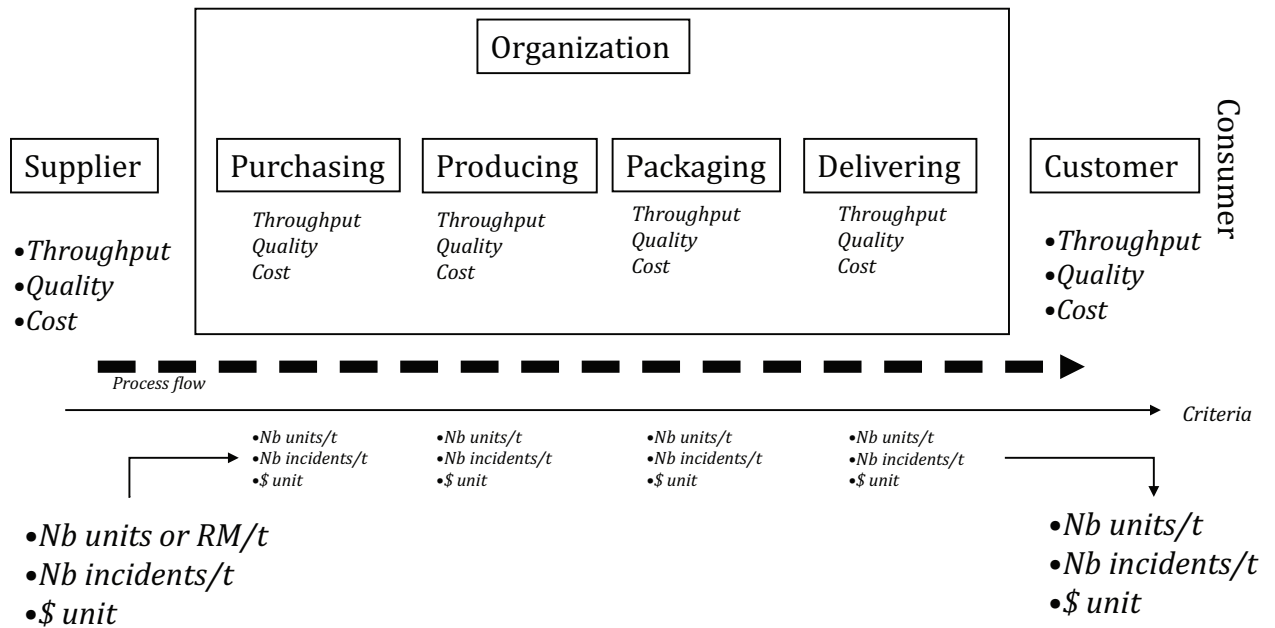 Organization
Consumer
Supplier
Purchasing
Producing
Packaging
Delivering
Customer
•Throughput
•Quality
•Cost
Throughput
Quality
Cost
Throughput
Quality
Cost
Throughput
Quality
Cost
Throughput
Quality
Cost
•Throughput
•Quality
•Cost
Process flow
Criteria
•Nb units/t
•Nb incidents/t
•$ unit
•Nb units/t
•Nb incidents/t
•$ unit
•Nb units/t
•Nb incidents/t
•$ unit
•Nb units/t
•Nb incidents/t
•$ unit
•Nb units or RM/t
•Nb incidents/t
•$ unit
•Nb units/t
•Nb incidents/t
•$ unit